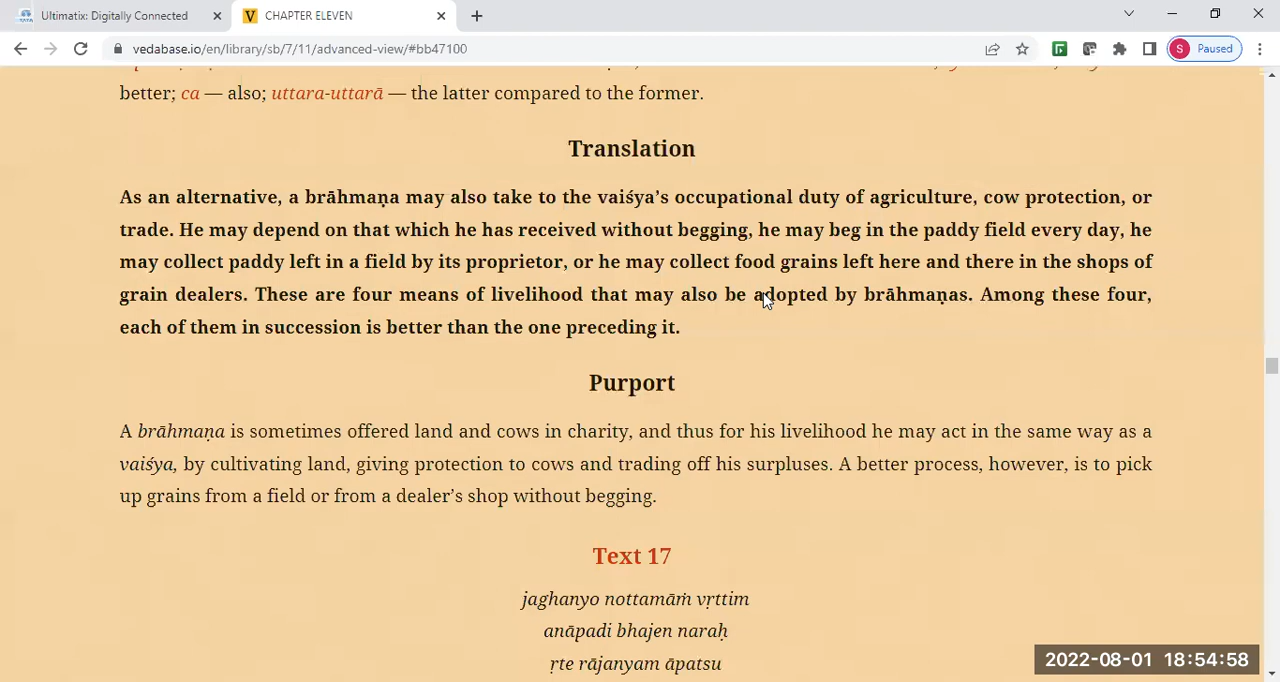 Ultimatix: Digitally Connected
CHAPTER ELEVEN
vedabase.io/en/library/sb/7/11/advanced-view/#bb47100
S Paused
better; ca — also; uttara-uttarā — the latter compared to the former.
Translation
As an alternative, a brāhmaṇa may also take to the vaiśya’s occupational duty of agriculture, cow protection, or
trade. He may depend on that which he has received without begging, he may beg in the paddy field every day, he
may collect paddy left in a field by its proprietor, or he may collect food grains left here and there in the shops of
grain dealers. These are four means of livelihood that may also be adopted by brāhmaṇas. Among these four,
each of them in succession is better than the one preceding it.
Purport
A brāhmaṇa is sometimes offered land and cows in charity, and thus for his livelihood he may act in the same way as a
vaiśya, by cultivating land, giving protection to cows and trading off his surpluses. A better process, however, is to pick
up grains from a field or from a dealer’s shop without begging.
Text 17
jaghanyo nottamāṁ vṛttim
anāpadi bhajen naraḥ
ṛte rājanyam āpatsu
2022-08-01 18:54:58